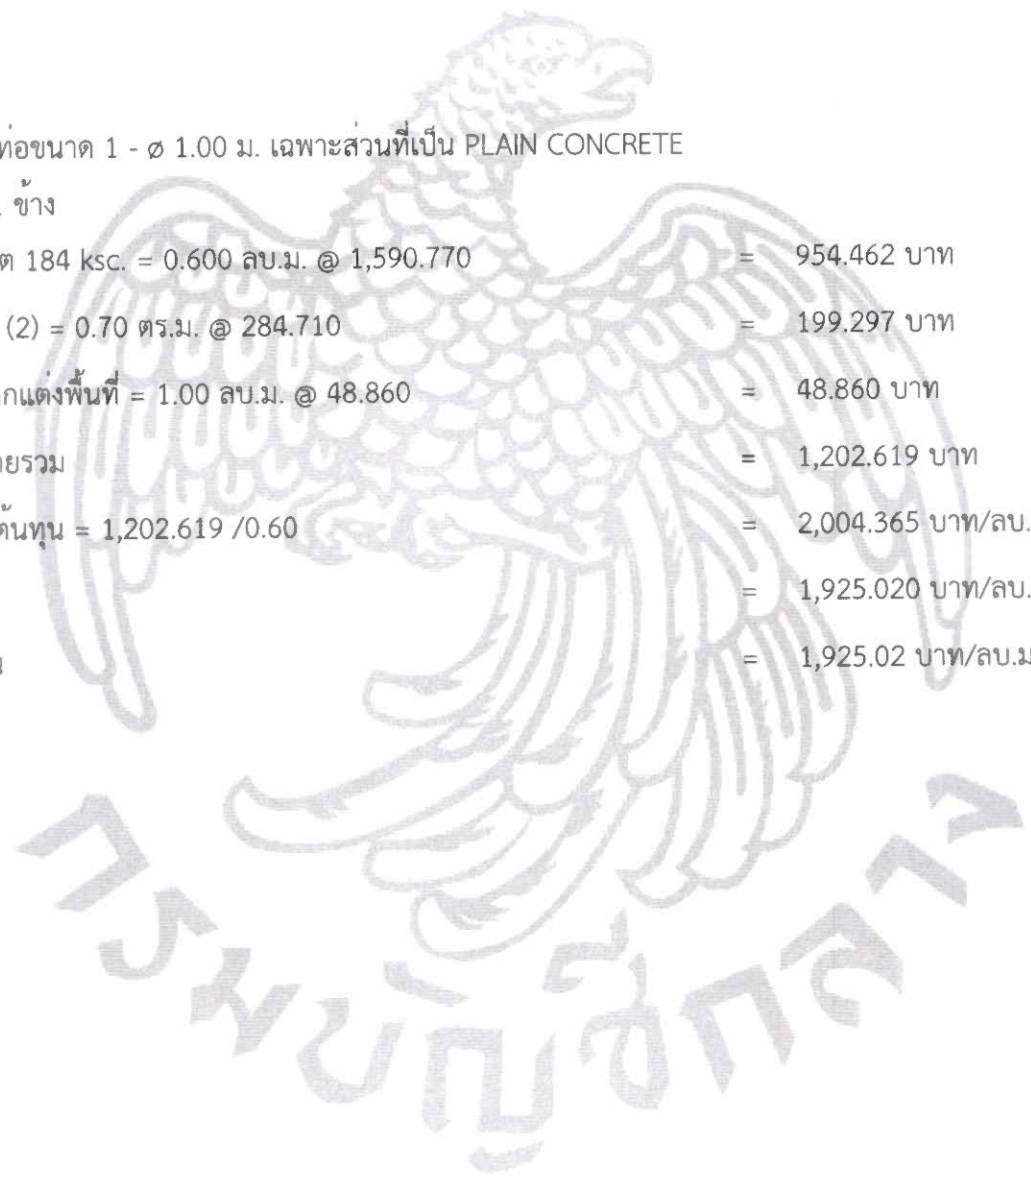 ท่อขนาด 1 - ø 1.00 ม. เฉพาะส่วนที่เป็น PLAIN CONCRETE
ข้าง
ต 184 ksc. = 0.600 ลบ.ม. @ 1,590.770 = 954.462 บาท
(2) = 0.70 ตร.ม. @ 284.710 = 199.297 บาท
กแต่งพื้นที่ = 1.00 ลบ.ม. @ 48.860 = 48.860 บาท
ยรวม = 1,202.619 บาท
ต้นทุน = 1,202.619 /0.60 = 2,004.365 บาท/ลบ.
= 1,925.020 บาท/ลบ.
= 1,925.02 บาท/ลบ.ม
กรมบัญชีกลาง